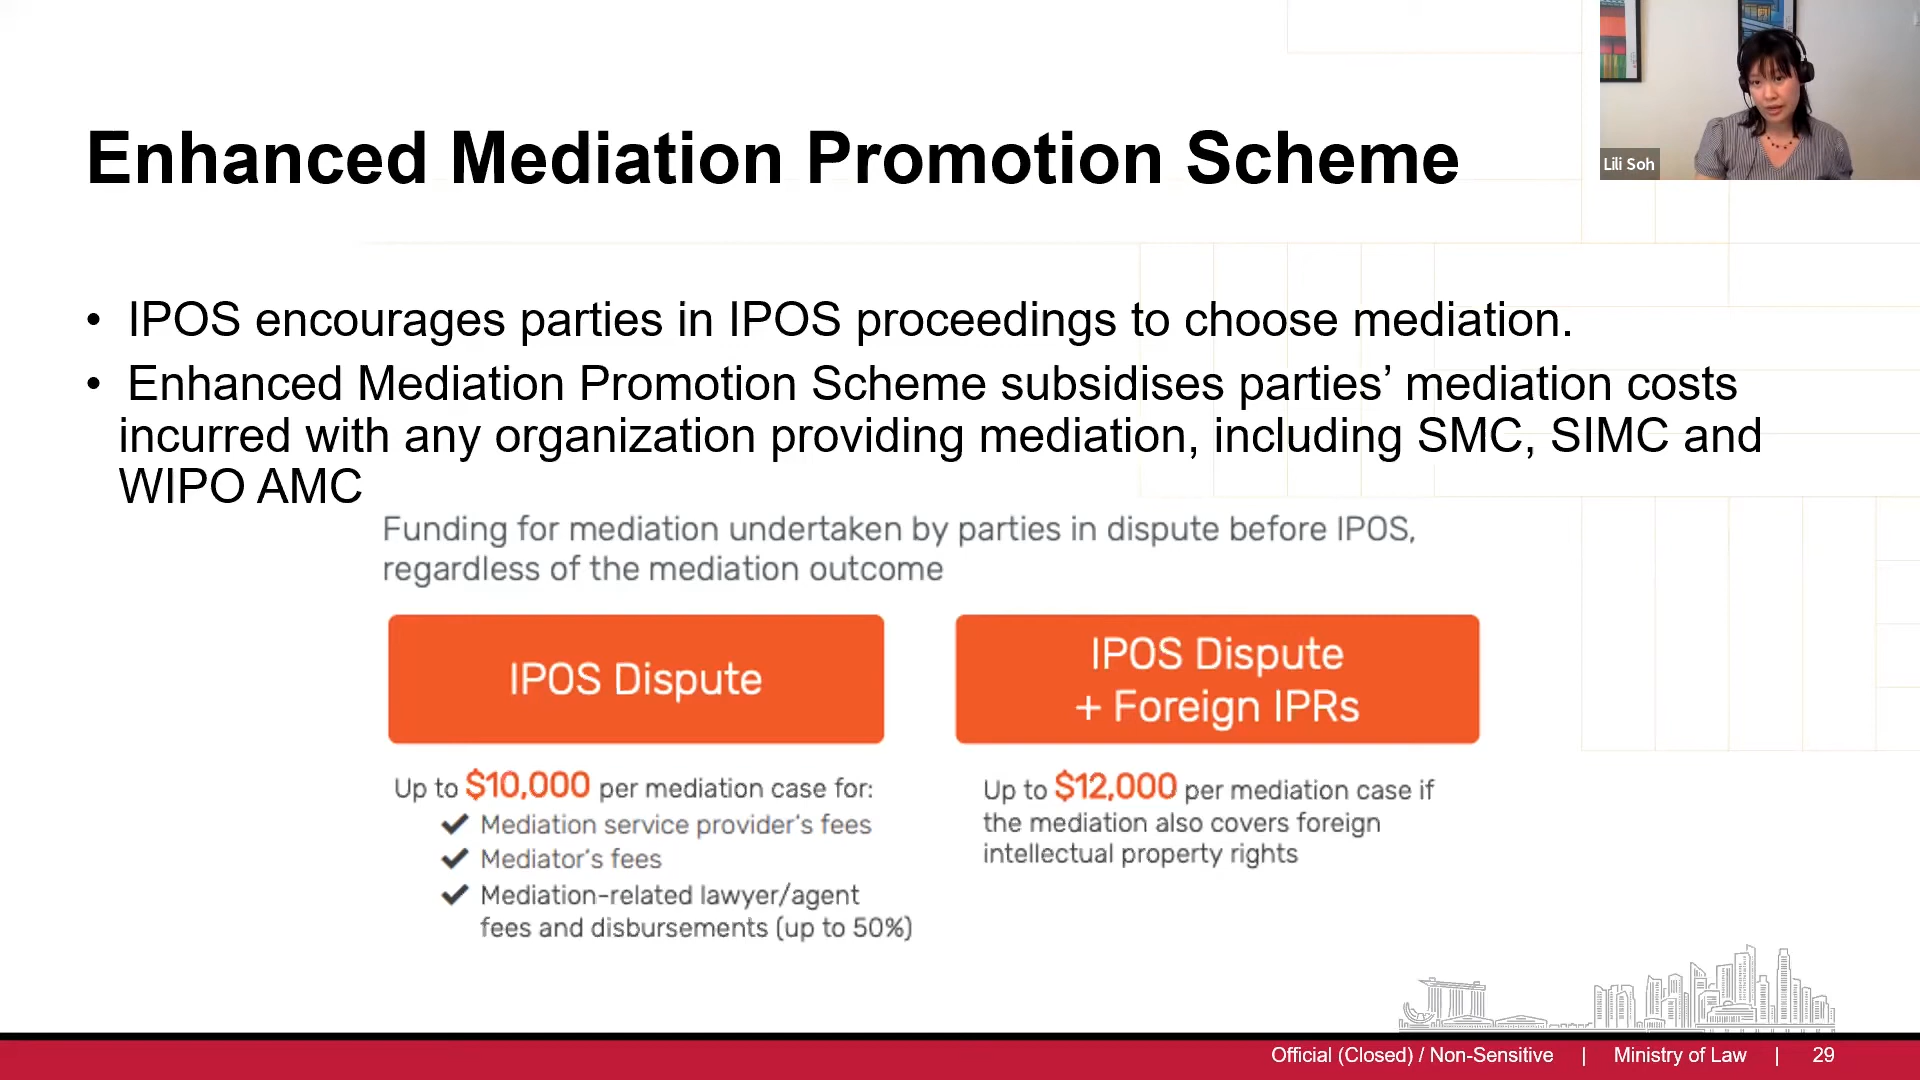 Enhanced Mediation Promotion Scheme
Lili Soh
• IPOS encourages parties in IPOS proceedings to choose mediation.
• Enhanced Mediation Promotion Scheme subsidises parties’ mediation costs
incurred with any organization providing mediation, including SMC, SIMC and
WIPO AMC
Funding for mediation undertaken by parties in dispute before IPOS,
regardless of the mediation outcome
IPOS Dispute
Up to $10,000 per mediation case for:
✔ Mediation service provider's fees
✔ Mediator's fees
✔ Mediation-related lawyer/agent
fees and disbursements (up to 50%)
IPOS Dispute
+ Foreign IPRs
Up to $12,000 per mediation case if
the mediation also covers foreign
intellectual property rights
Official (Closed) / Non-Sensitive | Ministry of Law | 29